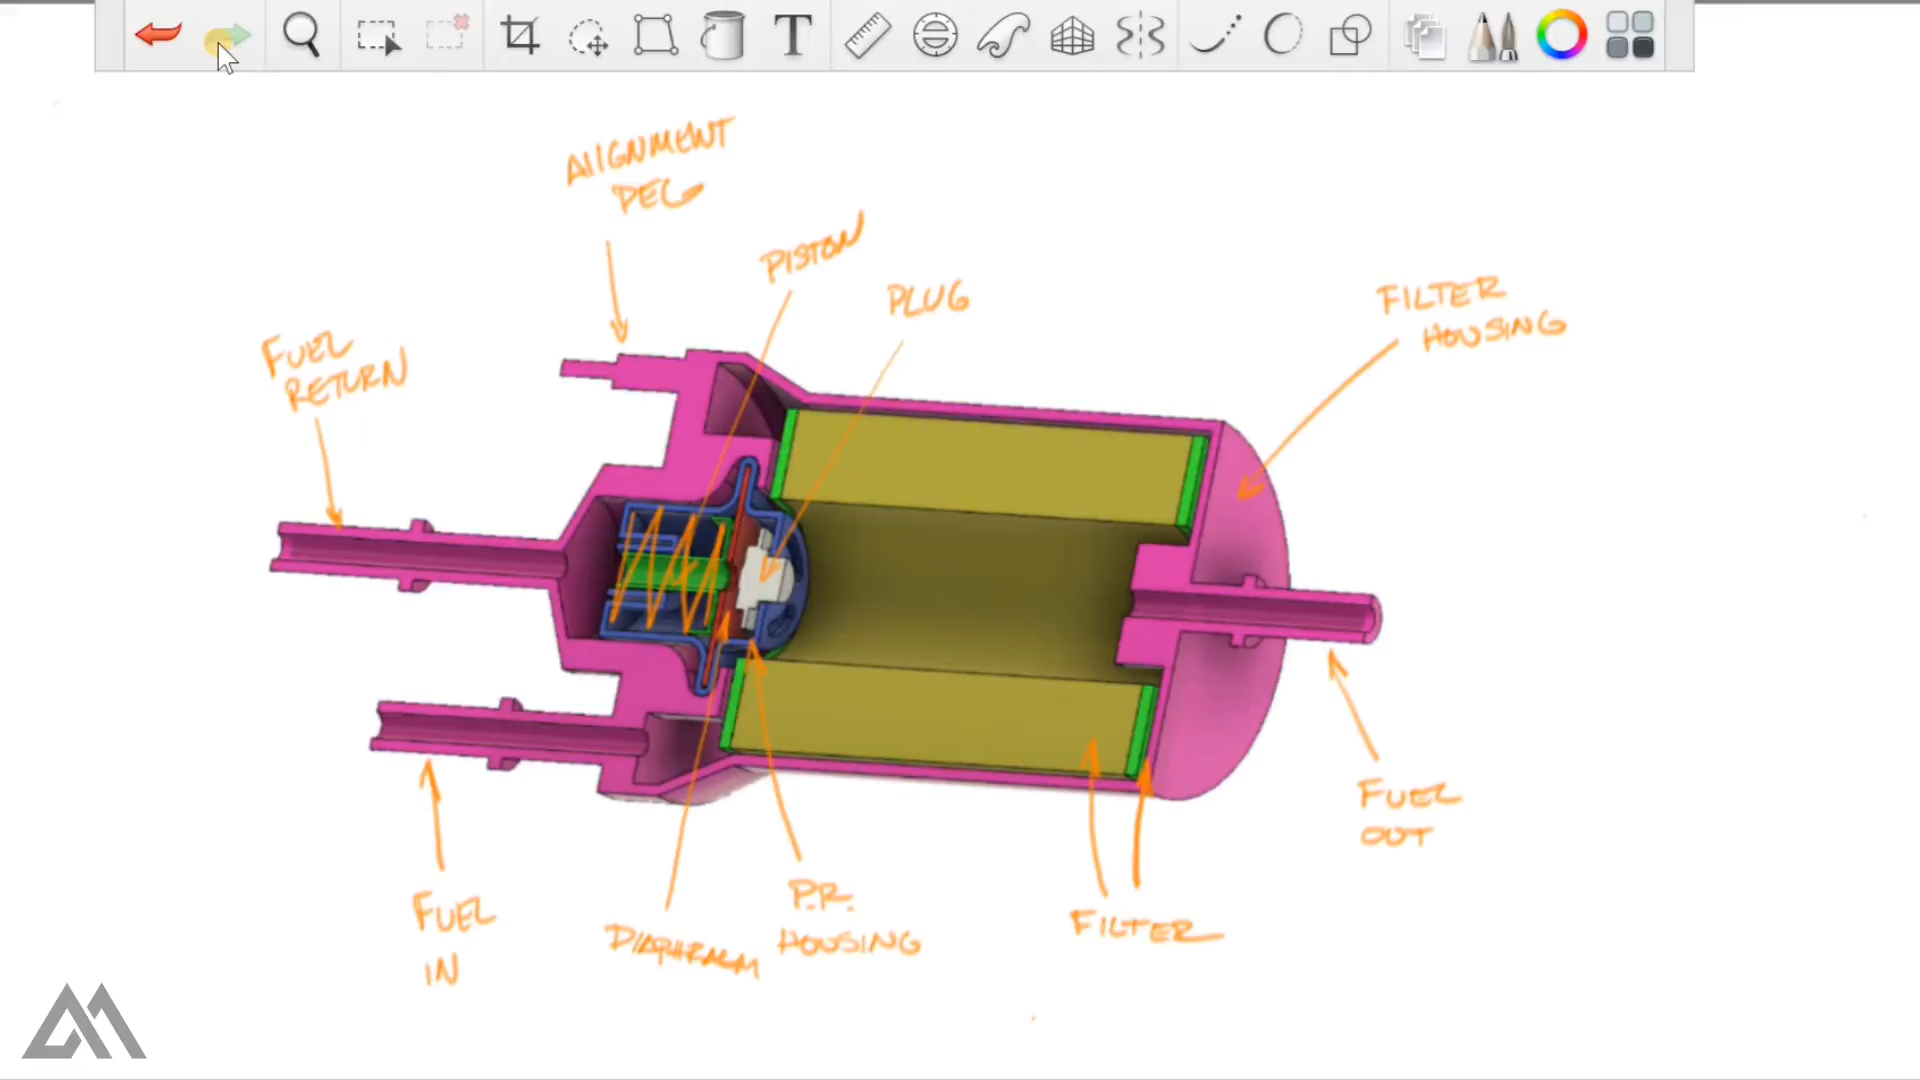 ALIGNMENT
PEG
PISTON
PLUG
FILTER
HOUSING
FUEL
RETURN
FUEL
OUT
FUEL
IN
DIAPHRAGM
P.R.
HOUSING
FILTER
T